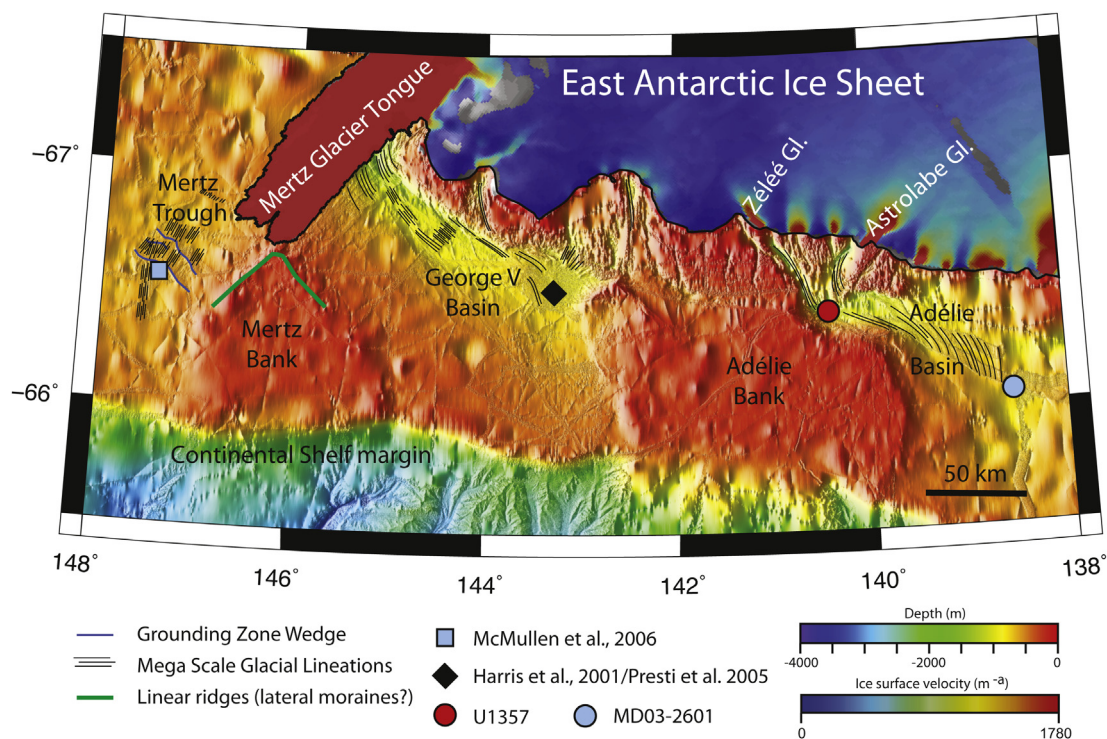 East Antarctic Ice Sheet
Mertz Glacier Tongue
Zéléé Gl.
Astrolabe Gl.
−67°
Mertz
Trough
George V
Basin
Adélie
Basin
Mertz
Bank
Adélie
Bank
−66°
Continental Shelf margin
50 km
148°
146°
144°
142°
140°
138°
Grounding Zone Wedge
Mega Scale Glacial Lineations
Linear ridges (lateral moraines?)
McMullen et al., 2006
Harris et al., 2001/Presti et al. 2005
U1357
MD03-2601
Depth (m)
-4000
-2000
0
Ice surface velocity (m -a)
0
1780